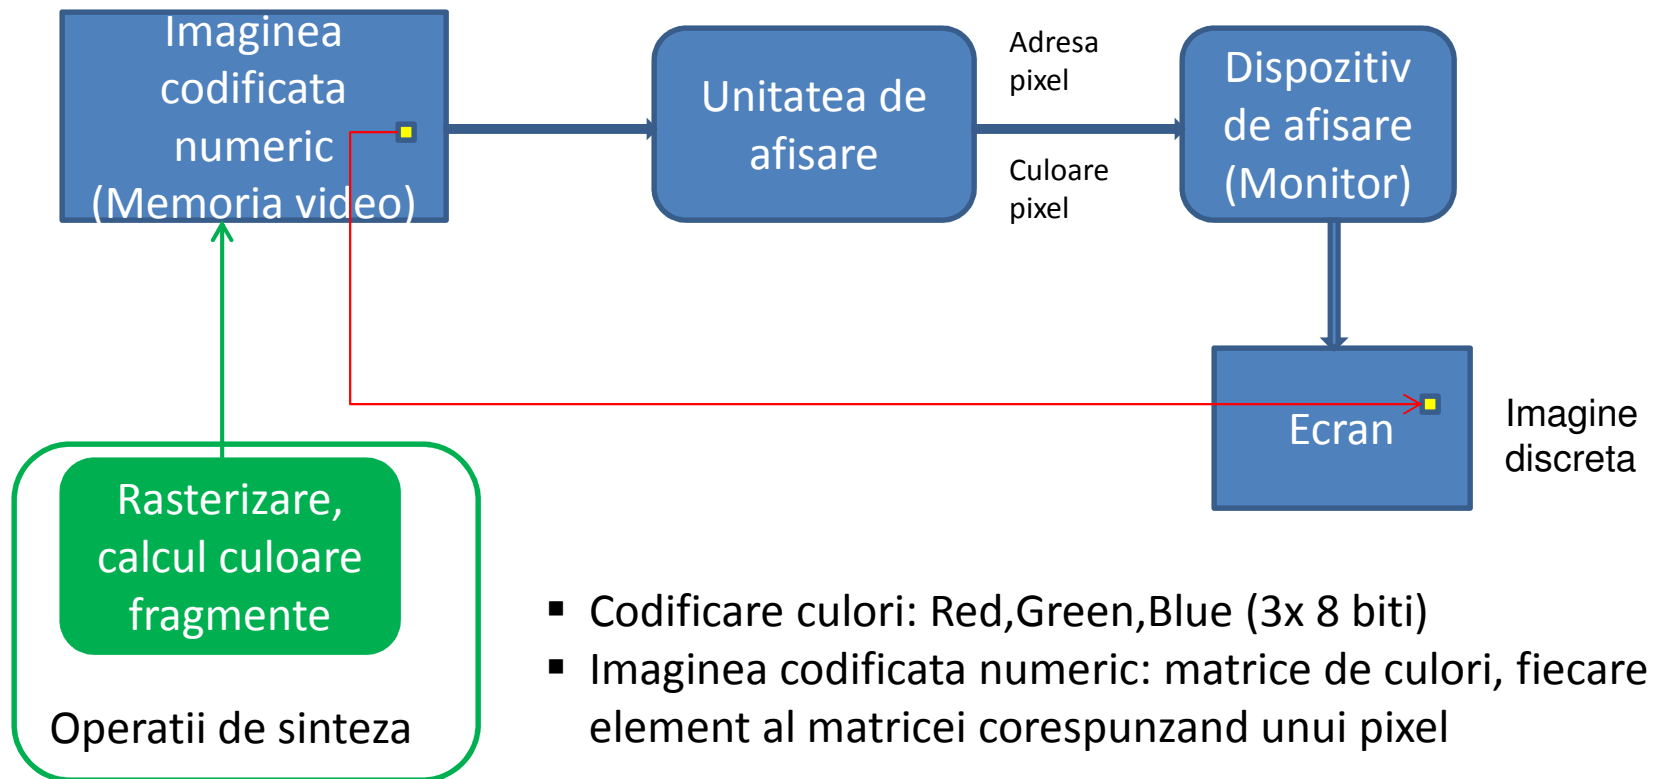 Imaginea
codificata
numeric
(Memoria video)
Unitatea de
afisare
Adresa
pixel
Culoare
pixel
Dispozitiv
de afisare
(Monitor)
Ecran
Imagine
discreta
Rasterizare,
calcul culoare
fragmente
Operatii de sinteza
▪ Codificare culori: Red,Green,Blue (3x 8 biti)
▪ Imaginea codificata numeric: matrice de culori, fiecare
element al matricei corespunzand unui pixel